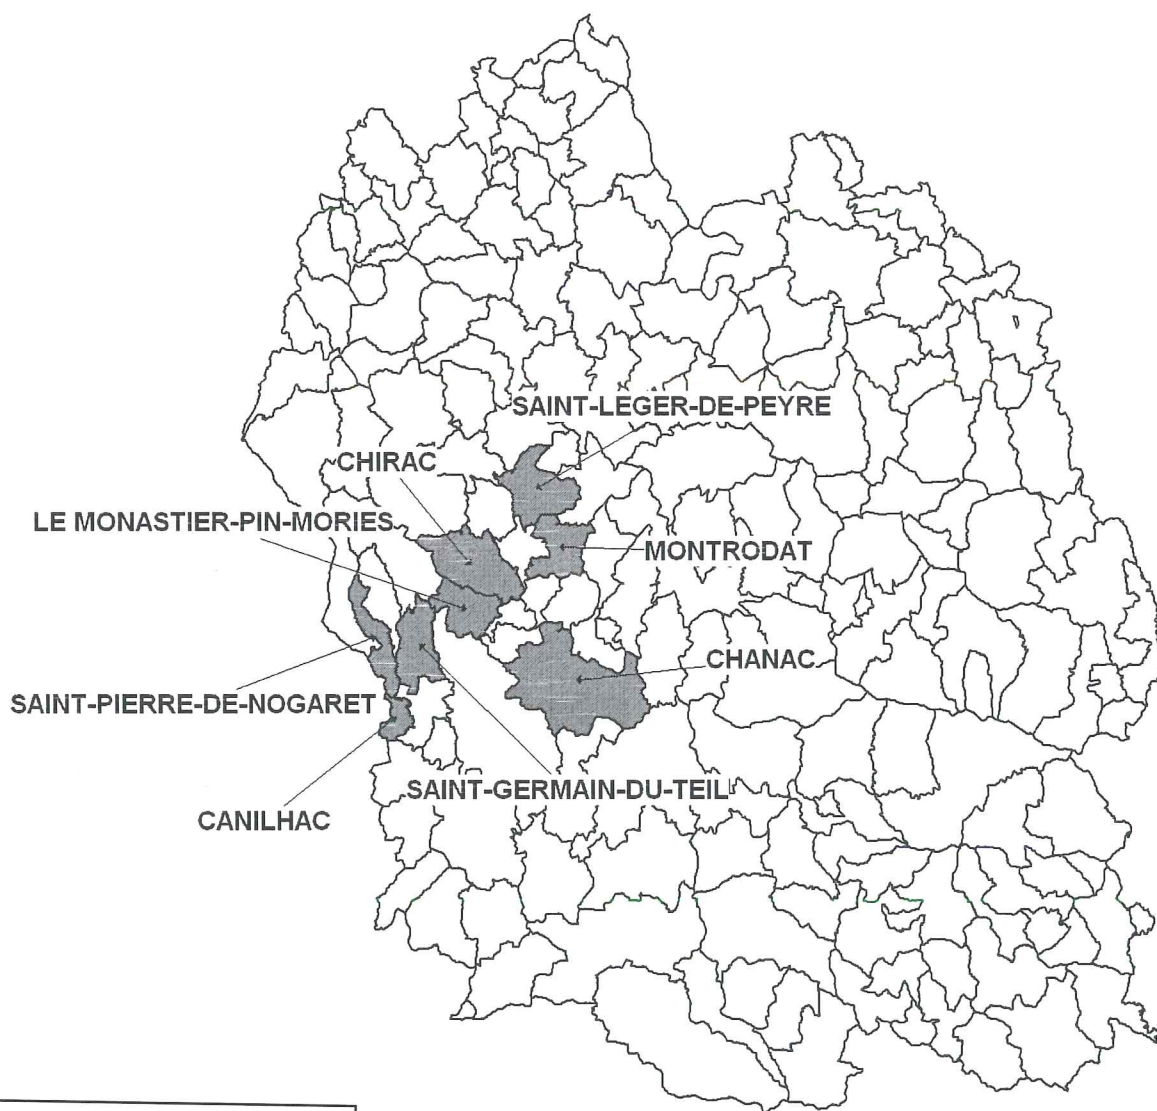 SAINT-LEGER-DE-PEYRE
CHIRAC
LE MONASTIER-PIN-MORIES
MONTRODAT
CHANAC
SAINT-PIERRE-DE-NOGARET
SAINT-GERMAIN-DU-TEIL
CANILHAC